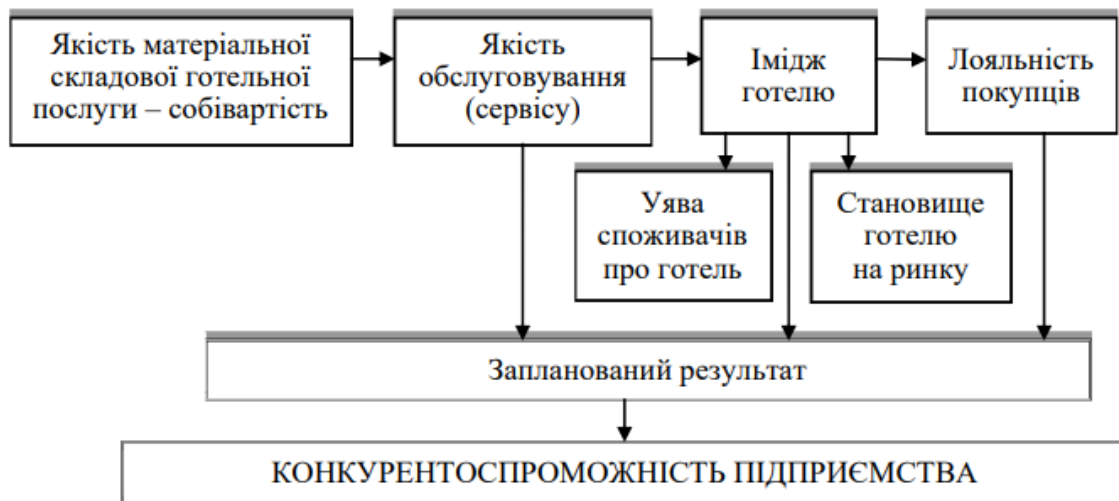 Якість матеріальної
складової готельної
послуги – собівартість
Якість
обслуговування
(сервісу)
Імідж
готелю
Лояльність
покупців
Уява
споживачів
про готель
Становище
готелю
на ринку
Запланований результат
КОНКУРЕНТОСПРОМОЖНІСТЬ ПІДПРИЄМСТВА